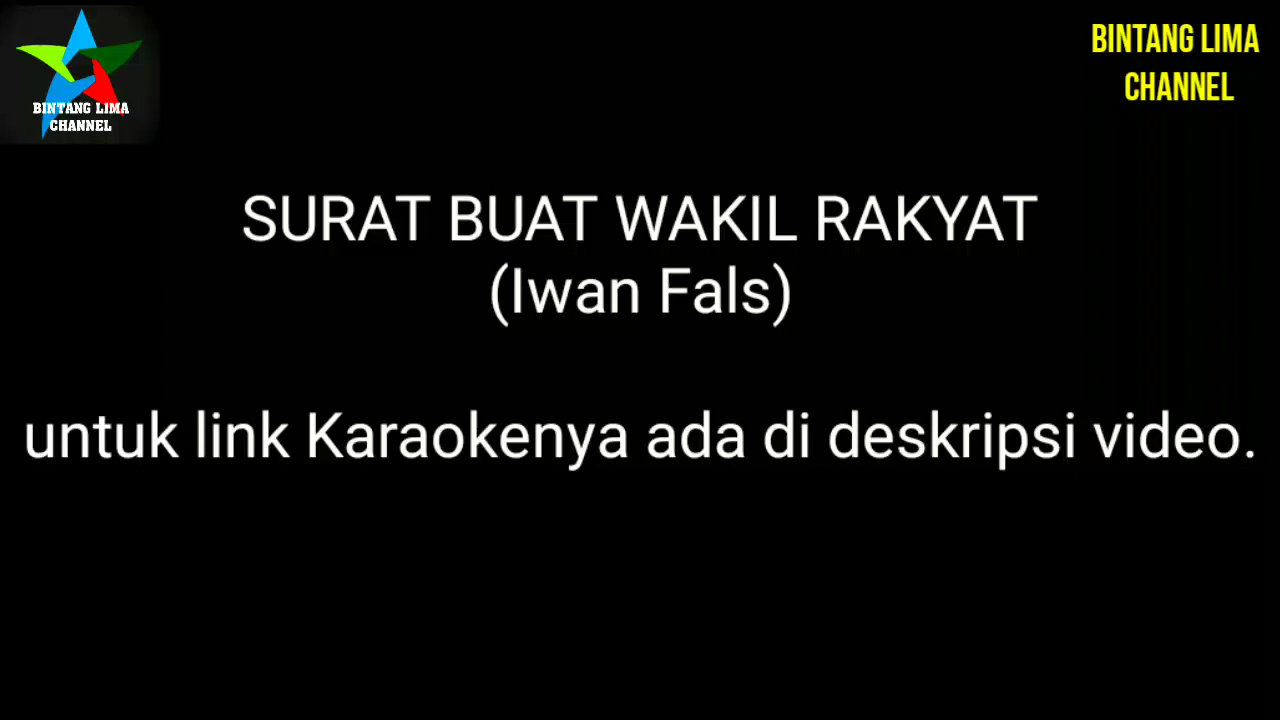 BINTANG LIMA
CHANNEL
BINTANG LIMA
CHANNEL
SURAT BUAT WAKIL RAKYAT
(Iwan Fals)
untuk link Karaokenya ada di deskripsi video.